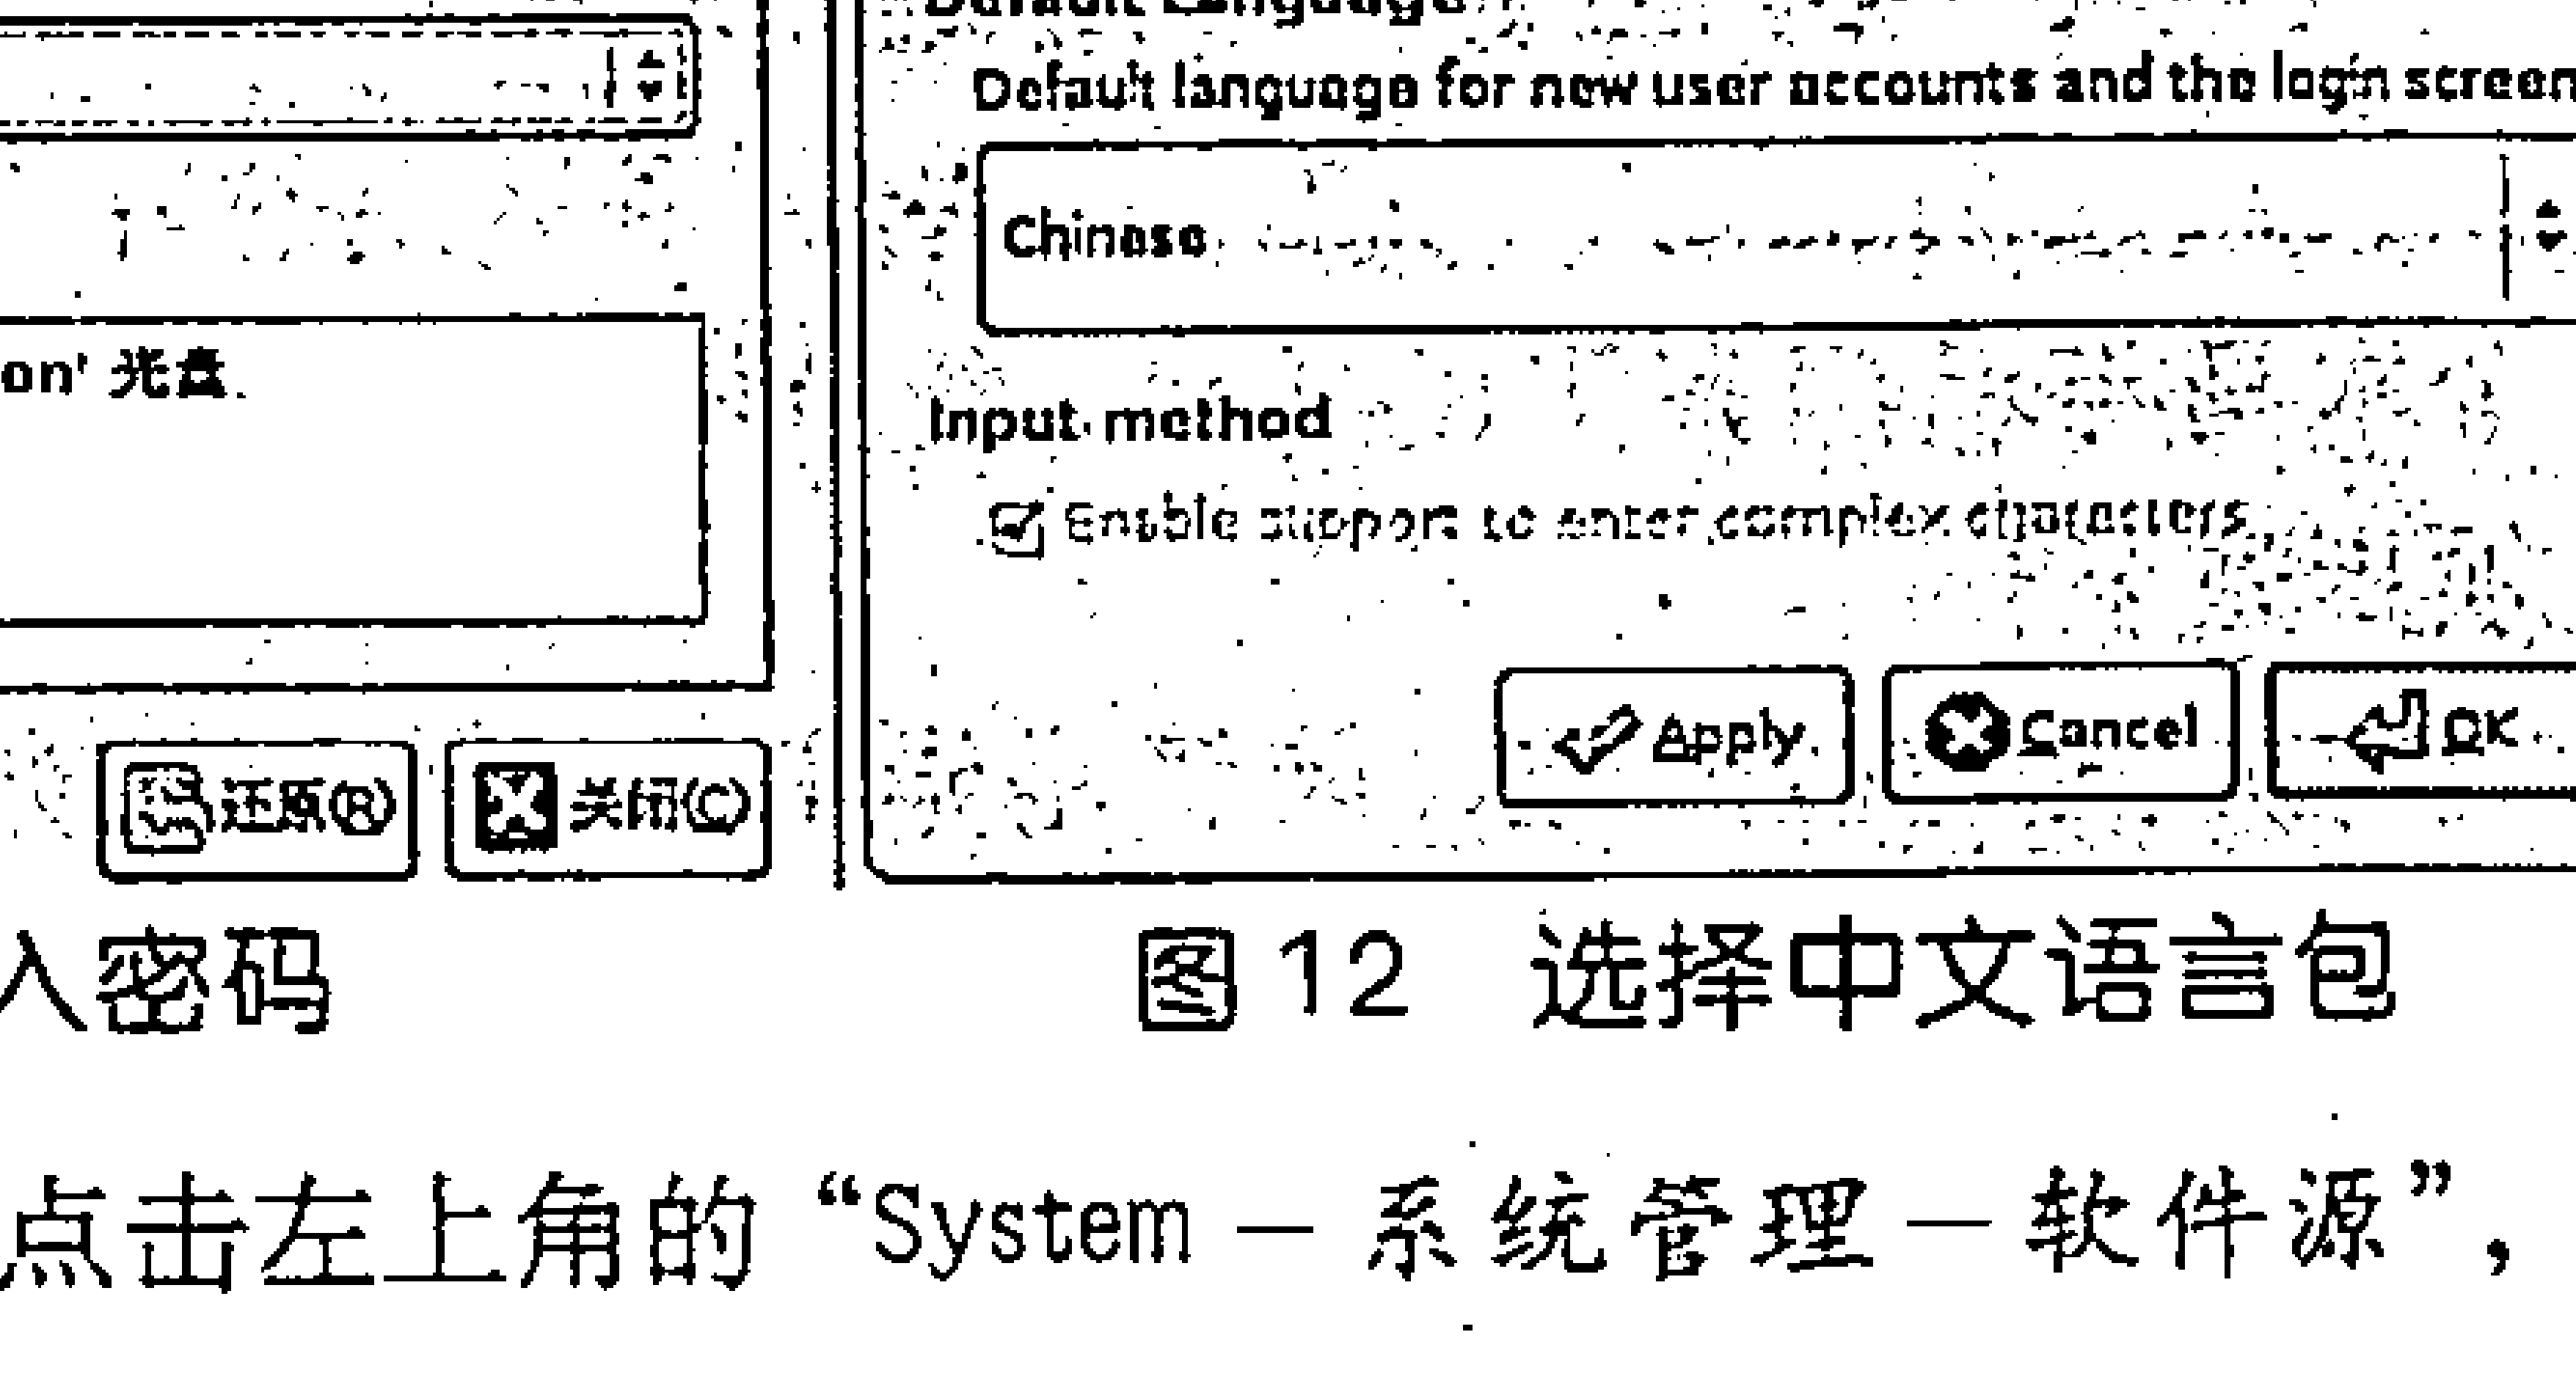 Default Language
Default language for new user accounts and the login screen
Chinese
on' 光盘
Input method
Enable support to enter complex characters
Apply Cancel OK
还原(R) 关闭(C)
入密码
图 12 选择中文语言包
点击左上角的“System — 系统管理 — 软件源”，